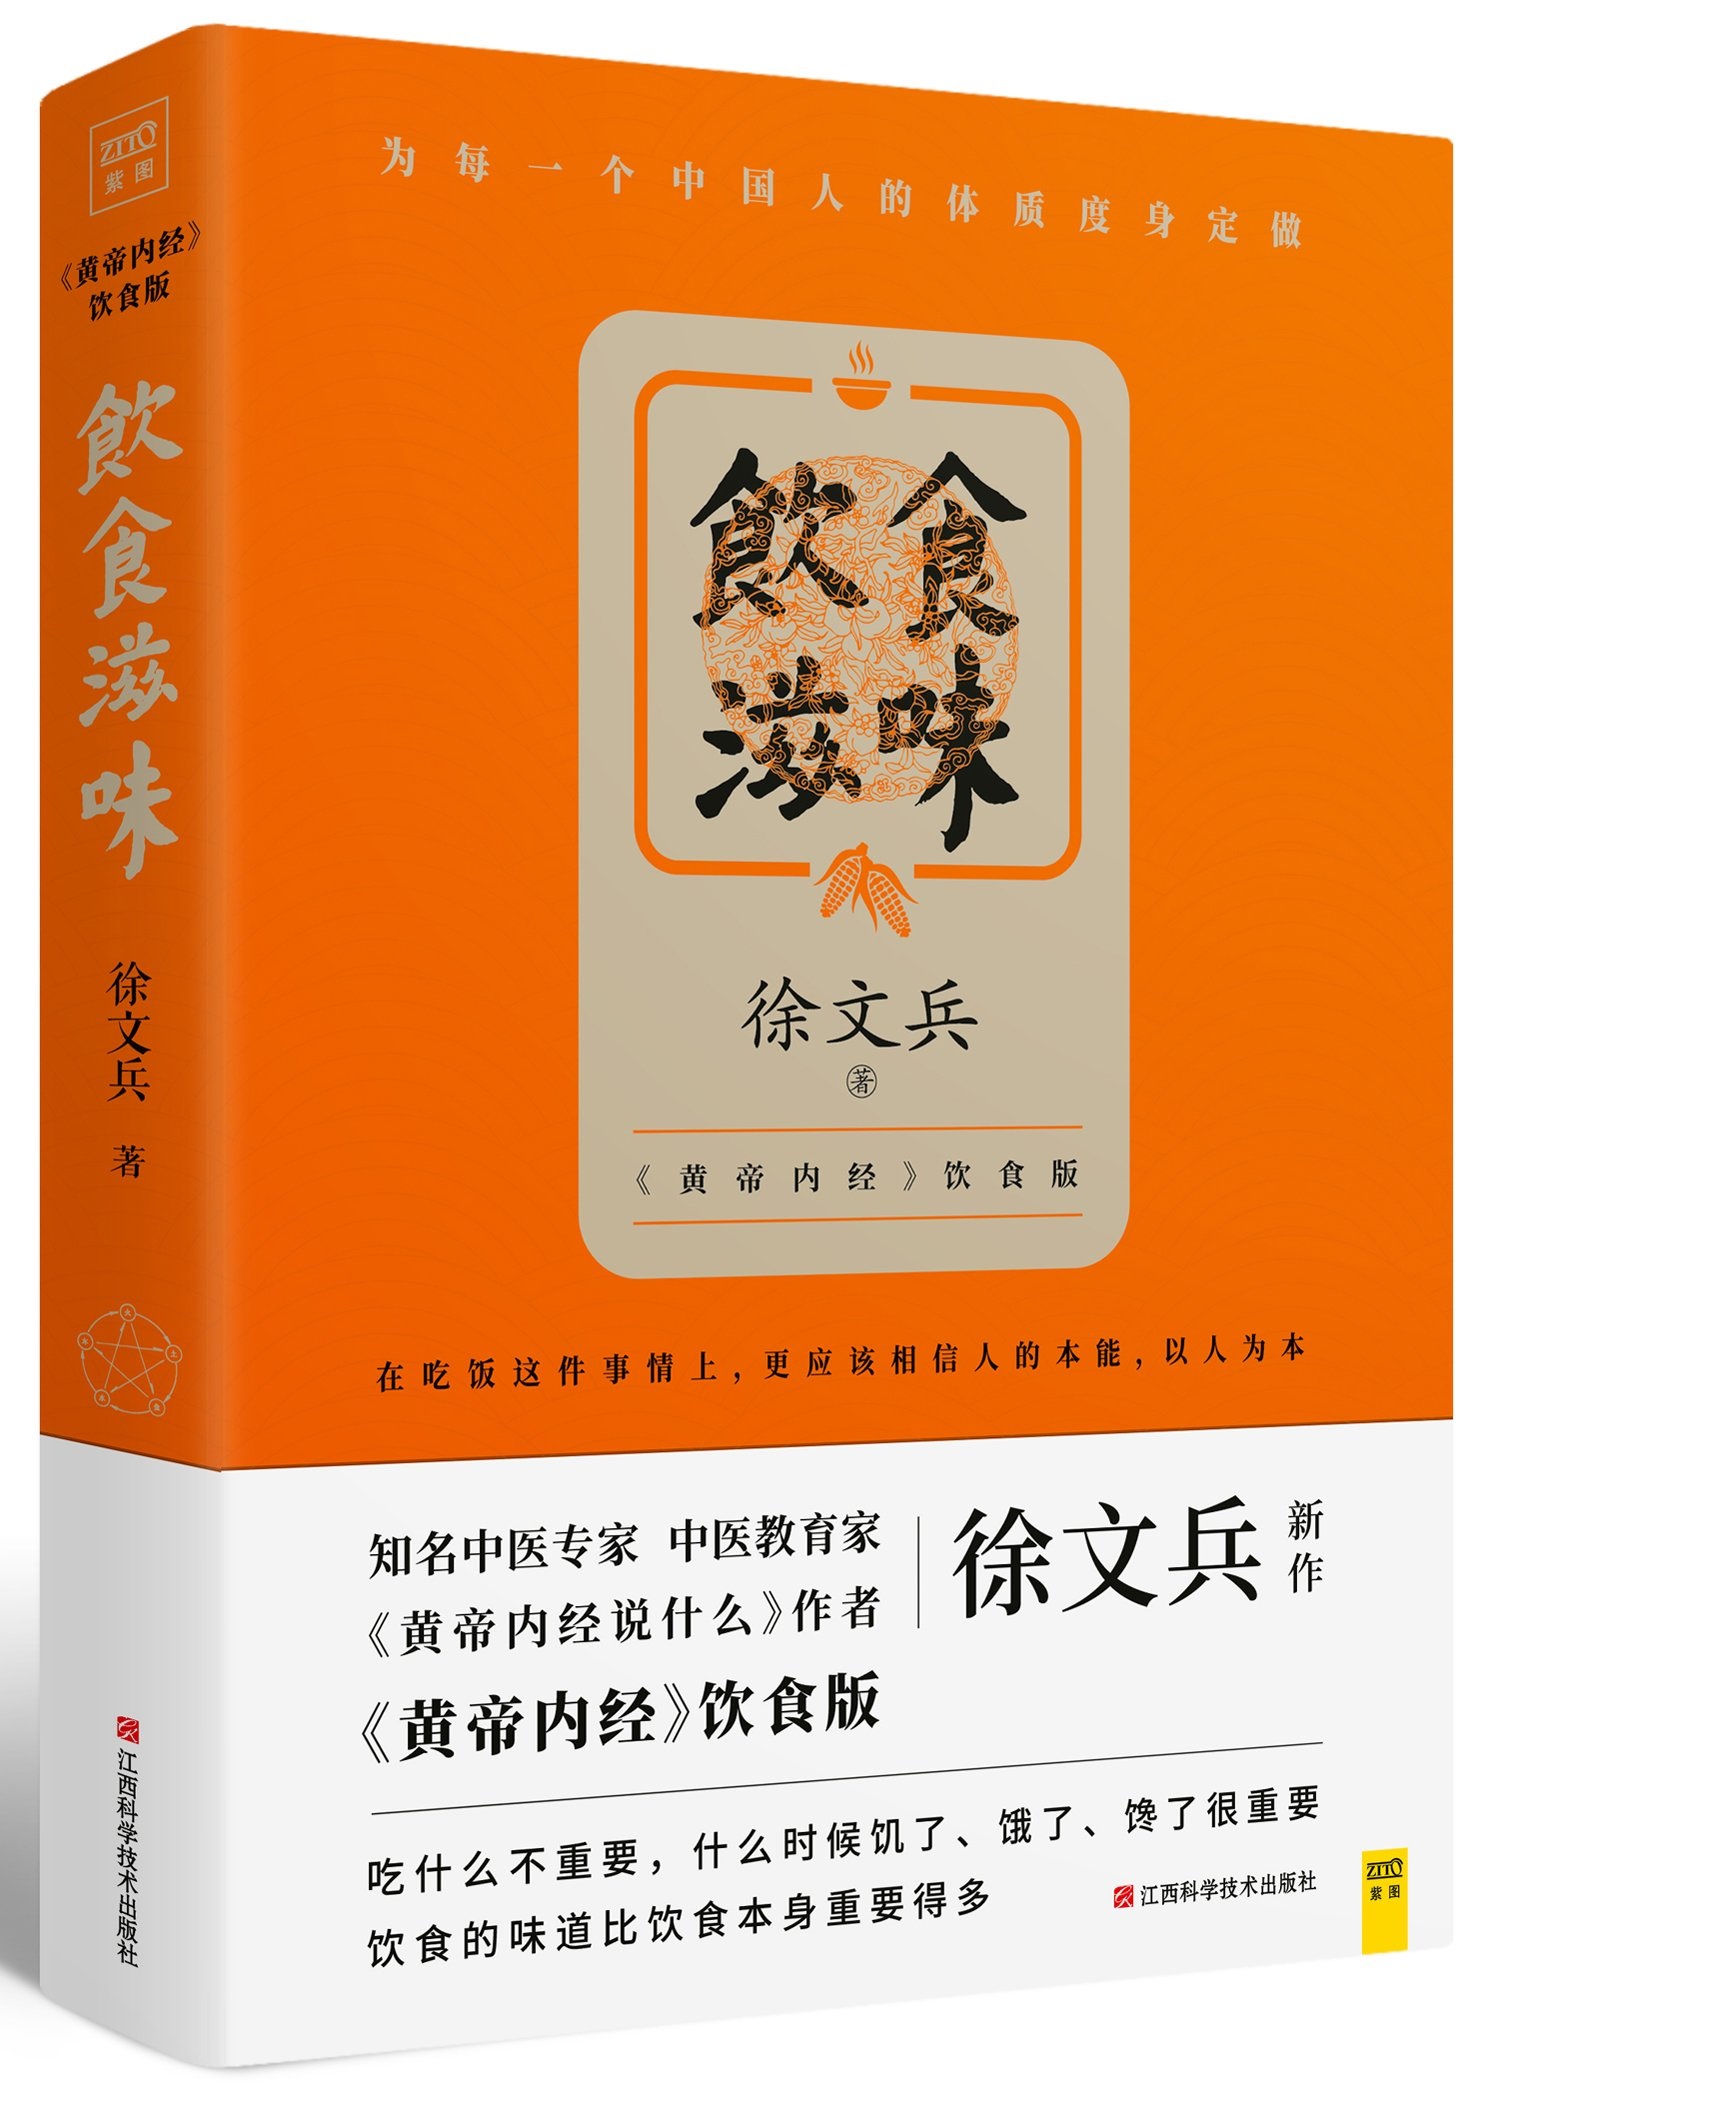 ZITO
紫图
《黄帝内经》
饮食版
飲食滋味
徐文兵 著
火
土
金
水
木
江西科学技术出版社
为每一个中国人的体质度身定做
飲食
滋味
徐文兵
著
《黄帝内经》饮食版
在吃饭这件事情上，更应该相信人的本能，以人为本
知名中医专家 中医教育家
《黄帝内经说什么》作者
徐文兵 新作
《黄帝内经》饮食版
吃什么不重要，什么时候饥了、饿了、馋了很重要
饮食的味道比饮食本身重要得多
江西科学技术出版社
ZITO
紫图